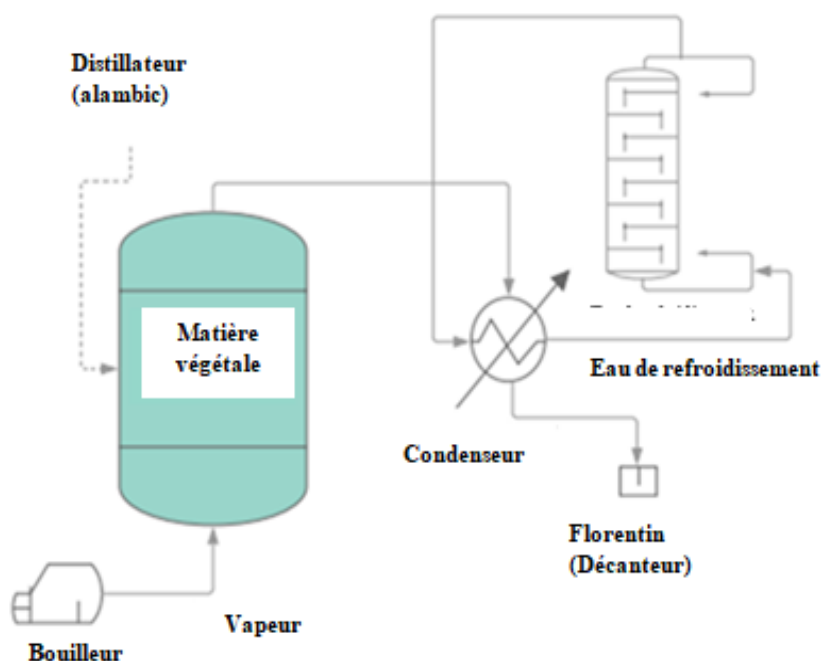 Distillateur
(alambic)
Matière
végétale
Eau de refroidissement
Condenseur
Florentin
(Décanteur)
Vapeur
Bouilleur